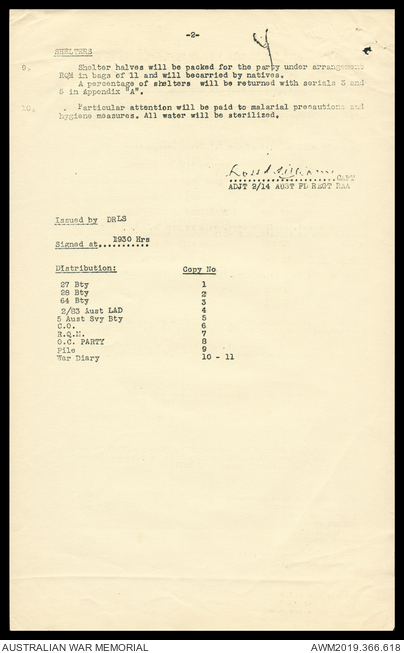 -2-
SHELTERS
9. Shelter halves will be packed for the party under arrangement
RQM in bags of 11 and will becarried by natives.
A percentage of shelters will be returned with serials 3 and
5 in Appendix "A".
10. Particular attention will be paid to malarial precautions and
hygiene measures. All water will be sterilized.
CAPT
ADJT 2/14 AUST FD REGT RAA
Issued by DRLS
Signed at 1930 Hrs
Distribution: Copy No
27 Bty 1
28 Bty 2
64 Bty 3
2/83 Aust LAD 4
5 Aust Svy Bty 5
C.O. 6
R.Q.M. 7
O.C. PARTY 8
File 9
War Diary 10 - 11
AUSTRALIAN WAR MEMORIAL AWM2019.366.618